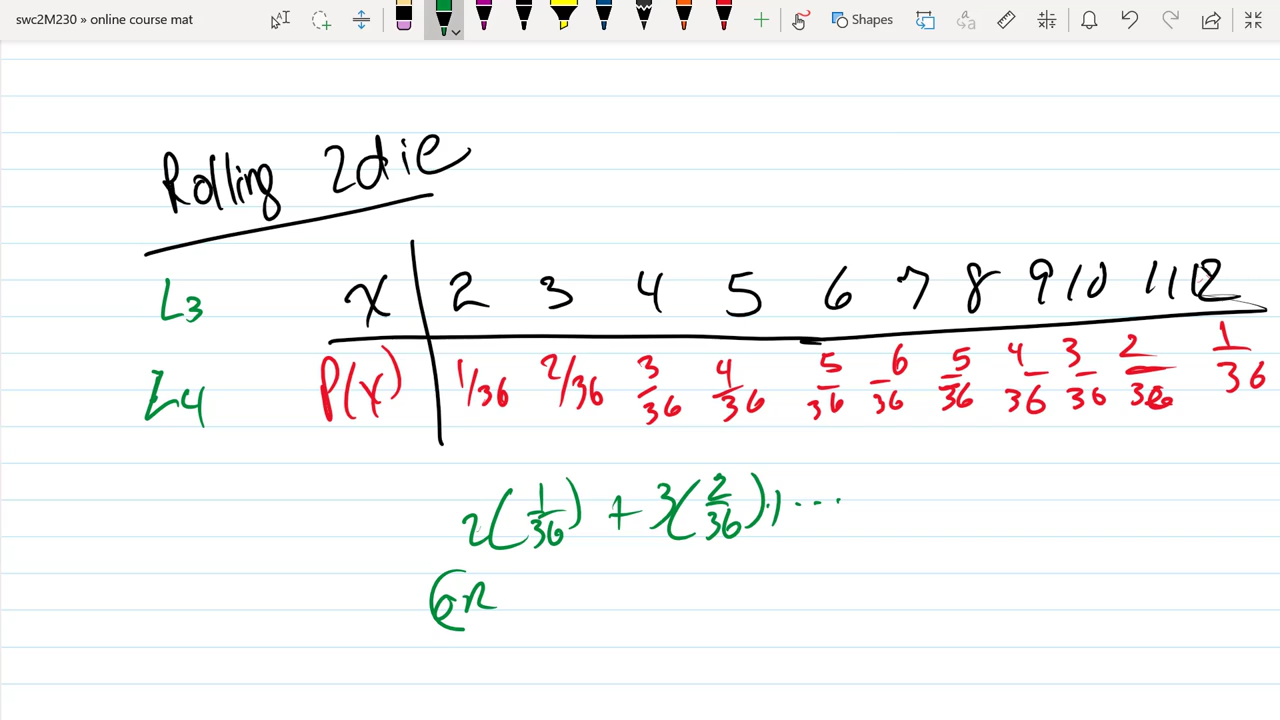 swc2M230 » online course mat
Shapes
Rolling 2die
L3 x 2 3 4 5 6 7 8 9 10 11 12
L4 P(x) 1/36 2/36 3/36 4/36 5/36 6/36 5/36 4/36 3/36 2/36 1/36
2(1/36) + 3(2/36) + ...